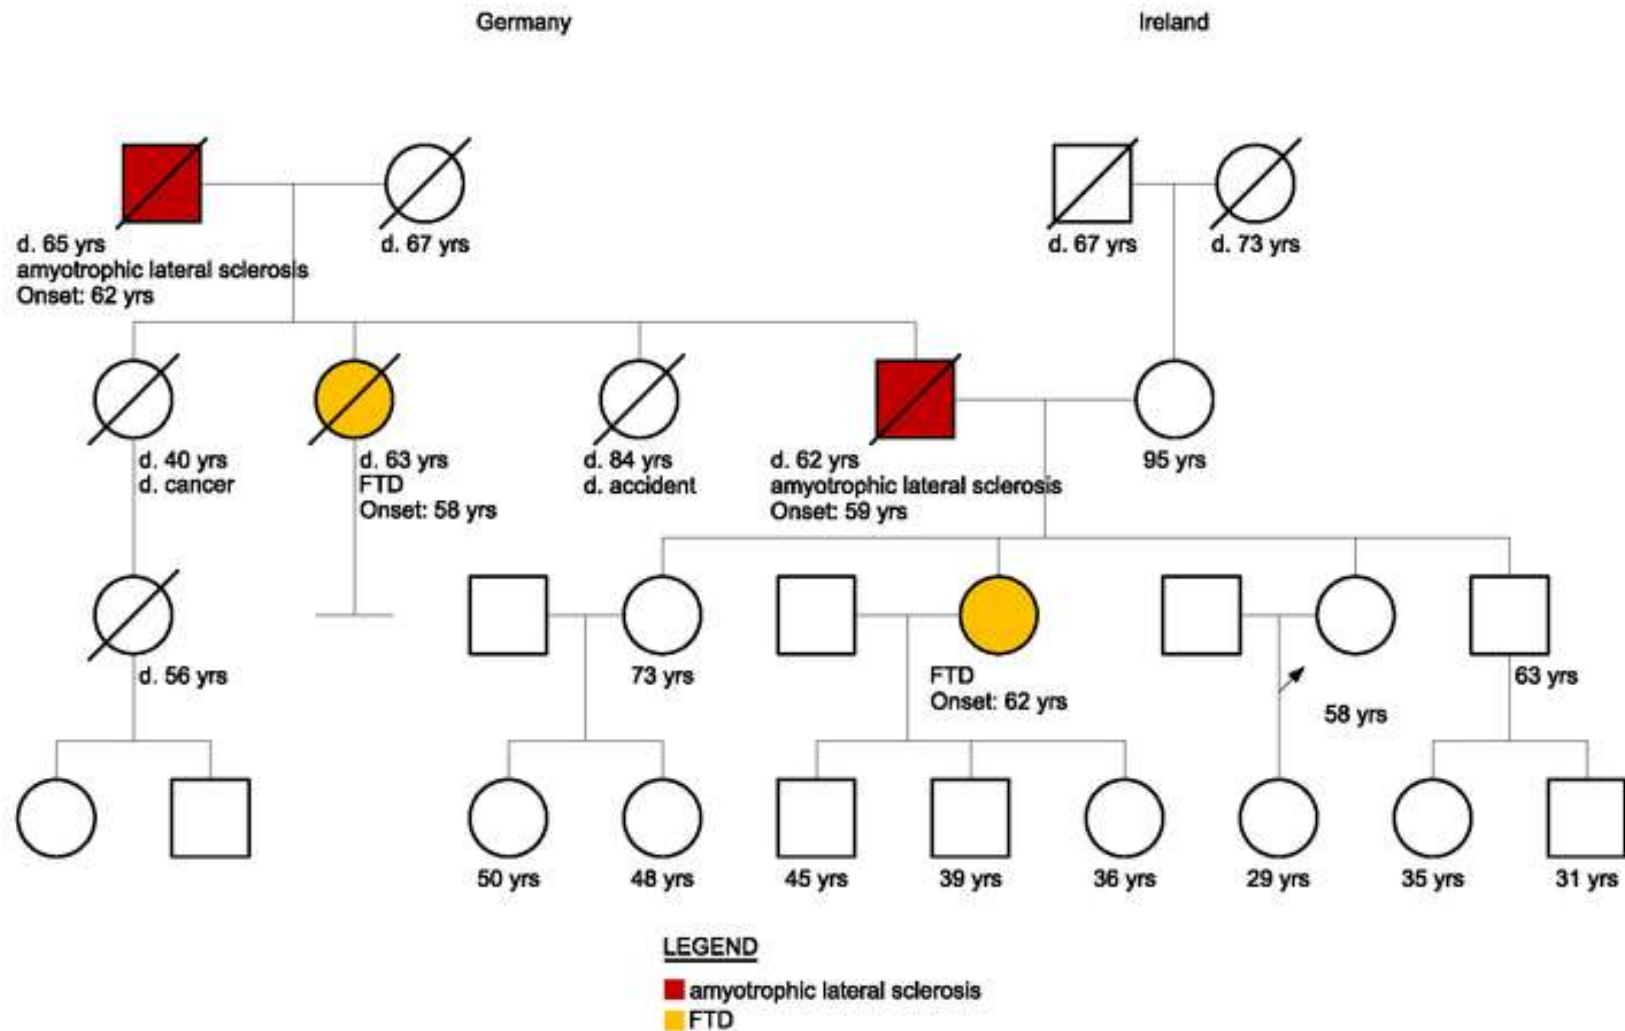 Germany
Ireland
d. 65 yrs
amyotrophic lateral sclerosis
Onset: 62 yrs
d. 67 yrs
d. 67 yrs
d. 73 yrs
d. 40 yrs
d. cancer
d. 63 yrs
FTD
Onset: 58 yrs
d. 84 yrs
d. accident
d. 62 yrs
amyotrophic lateral sclerosis
Onset: 59 yrs
95 yrs
d. 56 yrs
73 yrs
FTD
Onset: 62 yrs
58 yrs
63 yrs
50 yrs
48 yrs
45 yrs
39 yrs
36 yrs
29 yrs
35 yrs
31 yrs
LEGEND
amyotrophic lateral sclerosis
FTD